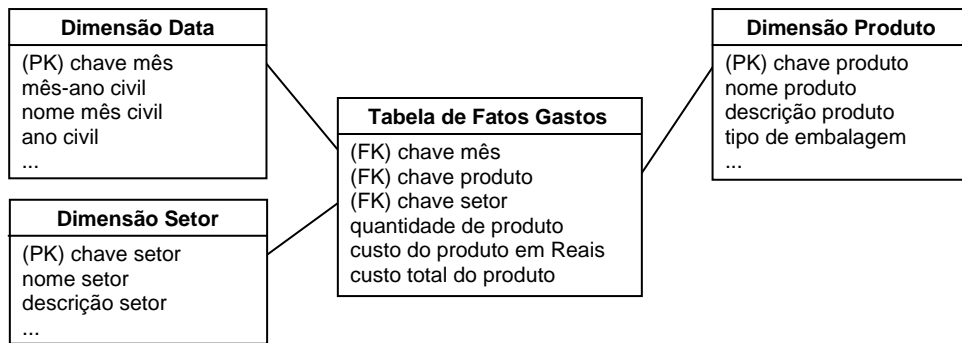 Dimensão Data
(PK) chave mês
mês-ano civil
nome mês civil
ano civil
...
Dimensão Setor
(PK) chave setor
nome setor
descrição setor
...
Tabela de Fatos Gastos
(FK) chave mês
(FK) chave produto
(FK) chave setor
quantidade de produto
custo do produto em Reais
custo total do produto
Dimensão Produto
(PK) chave produto
nome produto
descrição produto
tipo de embalagem
...